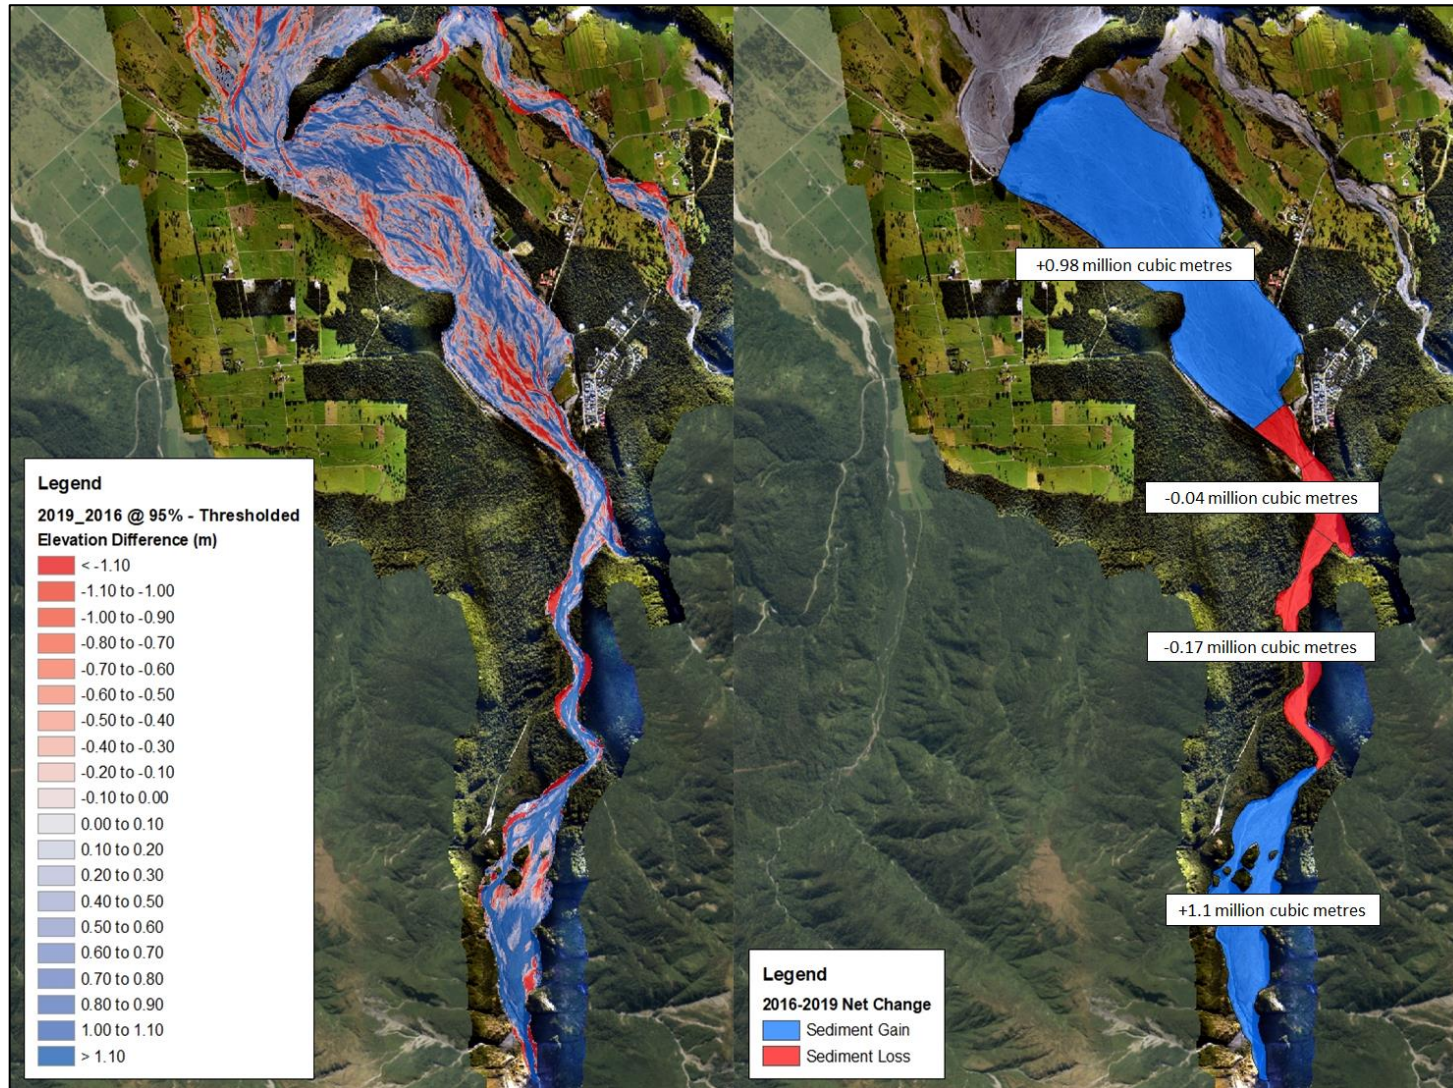 Legend
2019_2016 @ 95% - Thresholded
Elevation Difference (m)
< -1.10
-1.10 to -1.00
-1.00 to -0.90
-0.80 to -0.70
-0.70 to -0.60
-0.60 to -0.50
-0.50 to -0.40
-0.40 to -0.30
-0.20 to -0.10
-0.10 to 0.00
0.00 to 0.10
0.10 to 0.20
0.20 to 0.30
0.40 to 0.50
0.50 to 0.60
0.60 to 0.70
0.70 to 0.80
0.80 to 0.90
1.00 to 1.10
> 1.10
+0.98 million cubic metres
-0.04 million cubic metres
-0.17 million cubic metres
+1.1 million cubic metres
Legend
2016-2019 Net Change
Sediment Gain
Sediment Loss